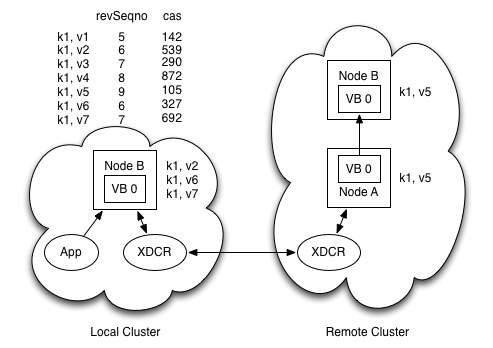 revSeqno cas
k1, v1 5 142
k1, v2 6 539
k1, v3 7 290
k1, v4 8 872
k1, v5 9 105
k1, v6 6 327
k1, v7 7 692
Node B
VB 0
k1, v2
k1, v6
k1, v7
App
XDCR
Local Cluster
Node B
VB 0
k1, v5
VB 0
Node A
k1, v5
XDCR
Remote Cluster